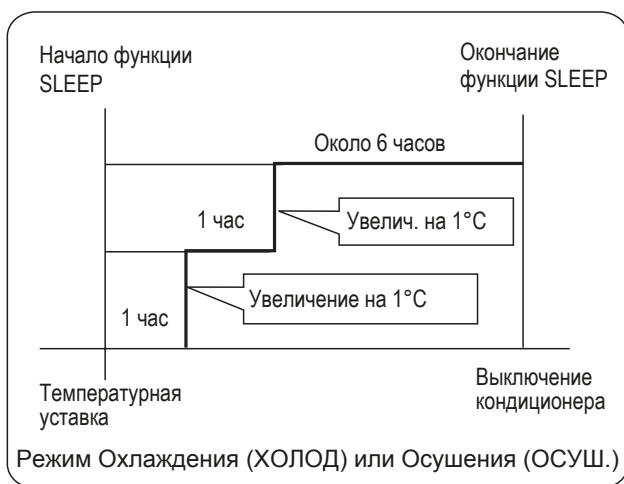 Начало функции
SLEEP
Окончание
функции SLEEP
Около 6 часов
1 час
Увелич. на 1°C
Увеличение на 1°C
1 час
Температурная
уставка
Выключение
кондиционера
Режим Охлаждения (ХОЛОД) или Осушения (ОСУШ.)